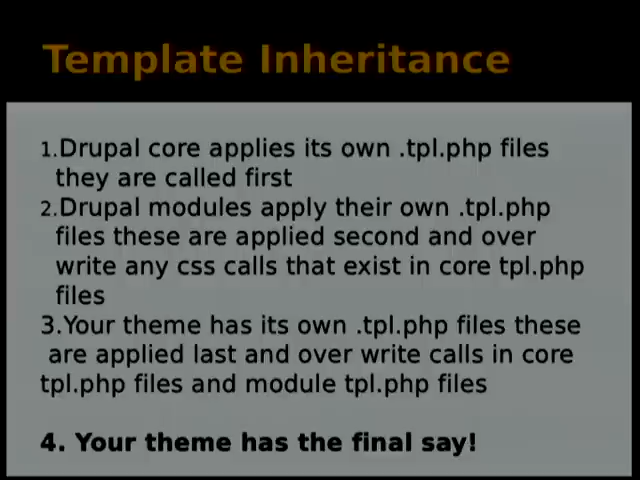 Template Inheritance
1.Drupal core applies its own .tpl.php files
they are called first
2.Drupal modules apply their own .tpl.php
files these are applied second and over
write any css calls that exist in core tpl.php
files
3.Your theme has its own .tpl.php files these
are applied last and over write calls in core
tpl.php files and module tpl.php files
4. Your theme has the final say!